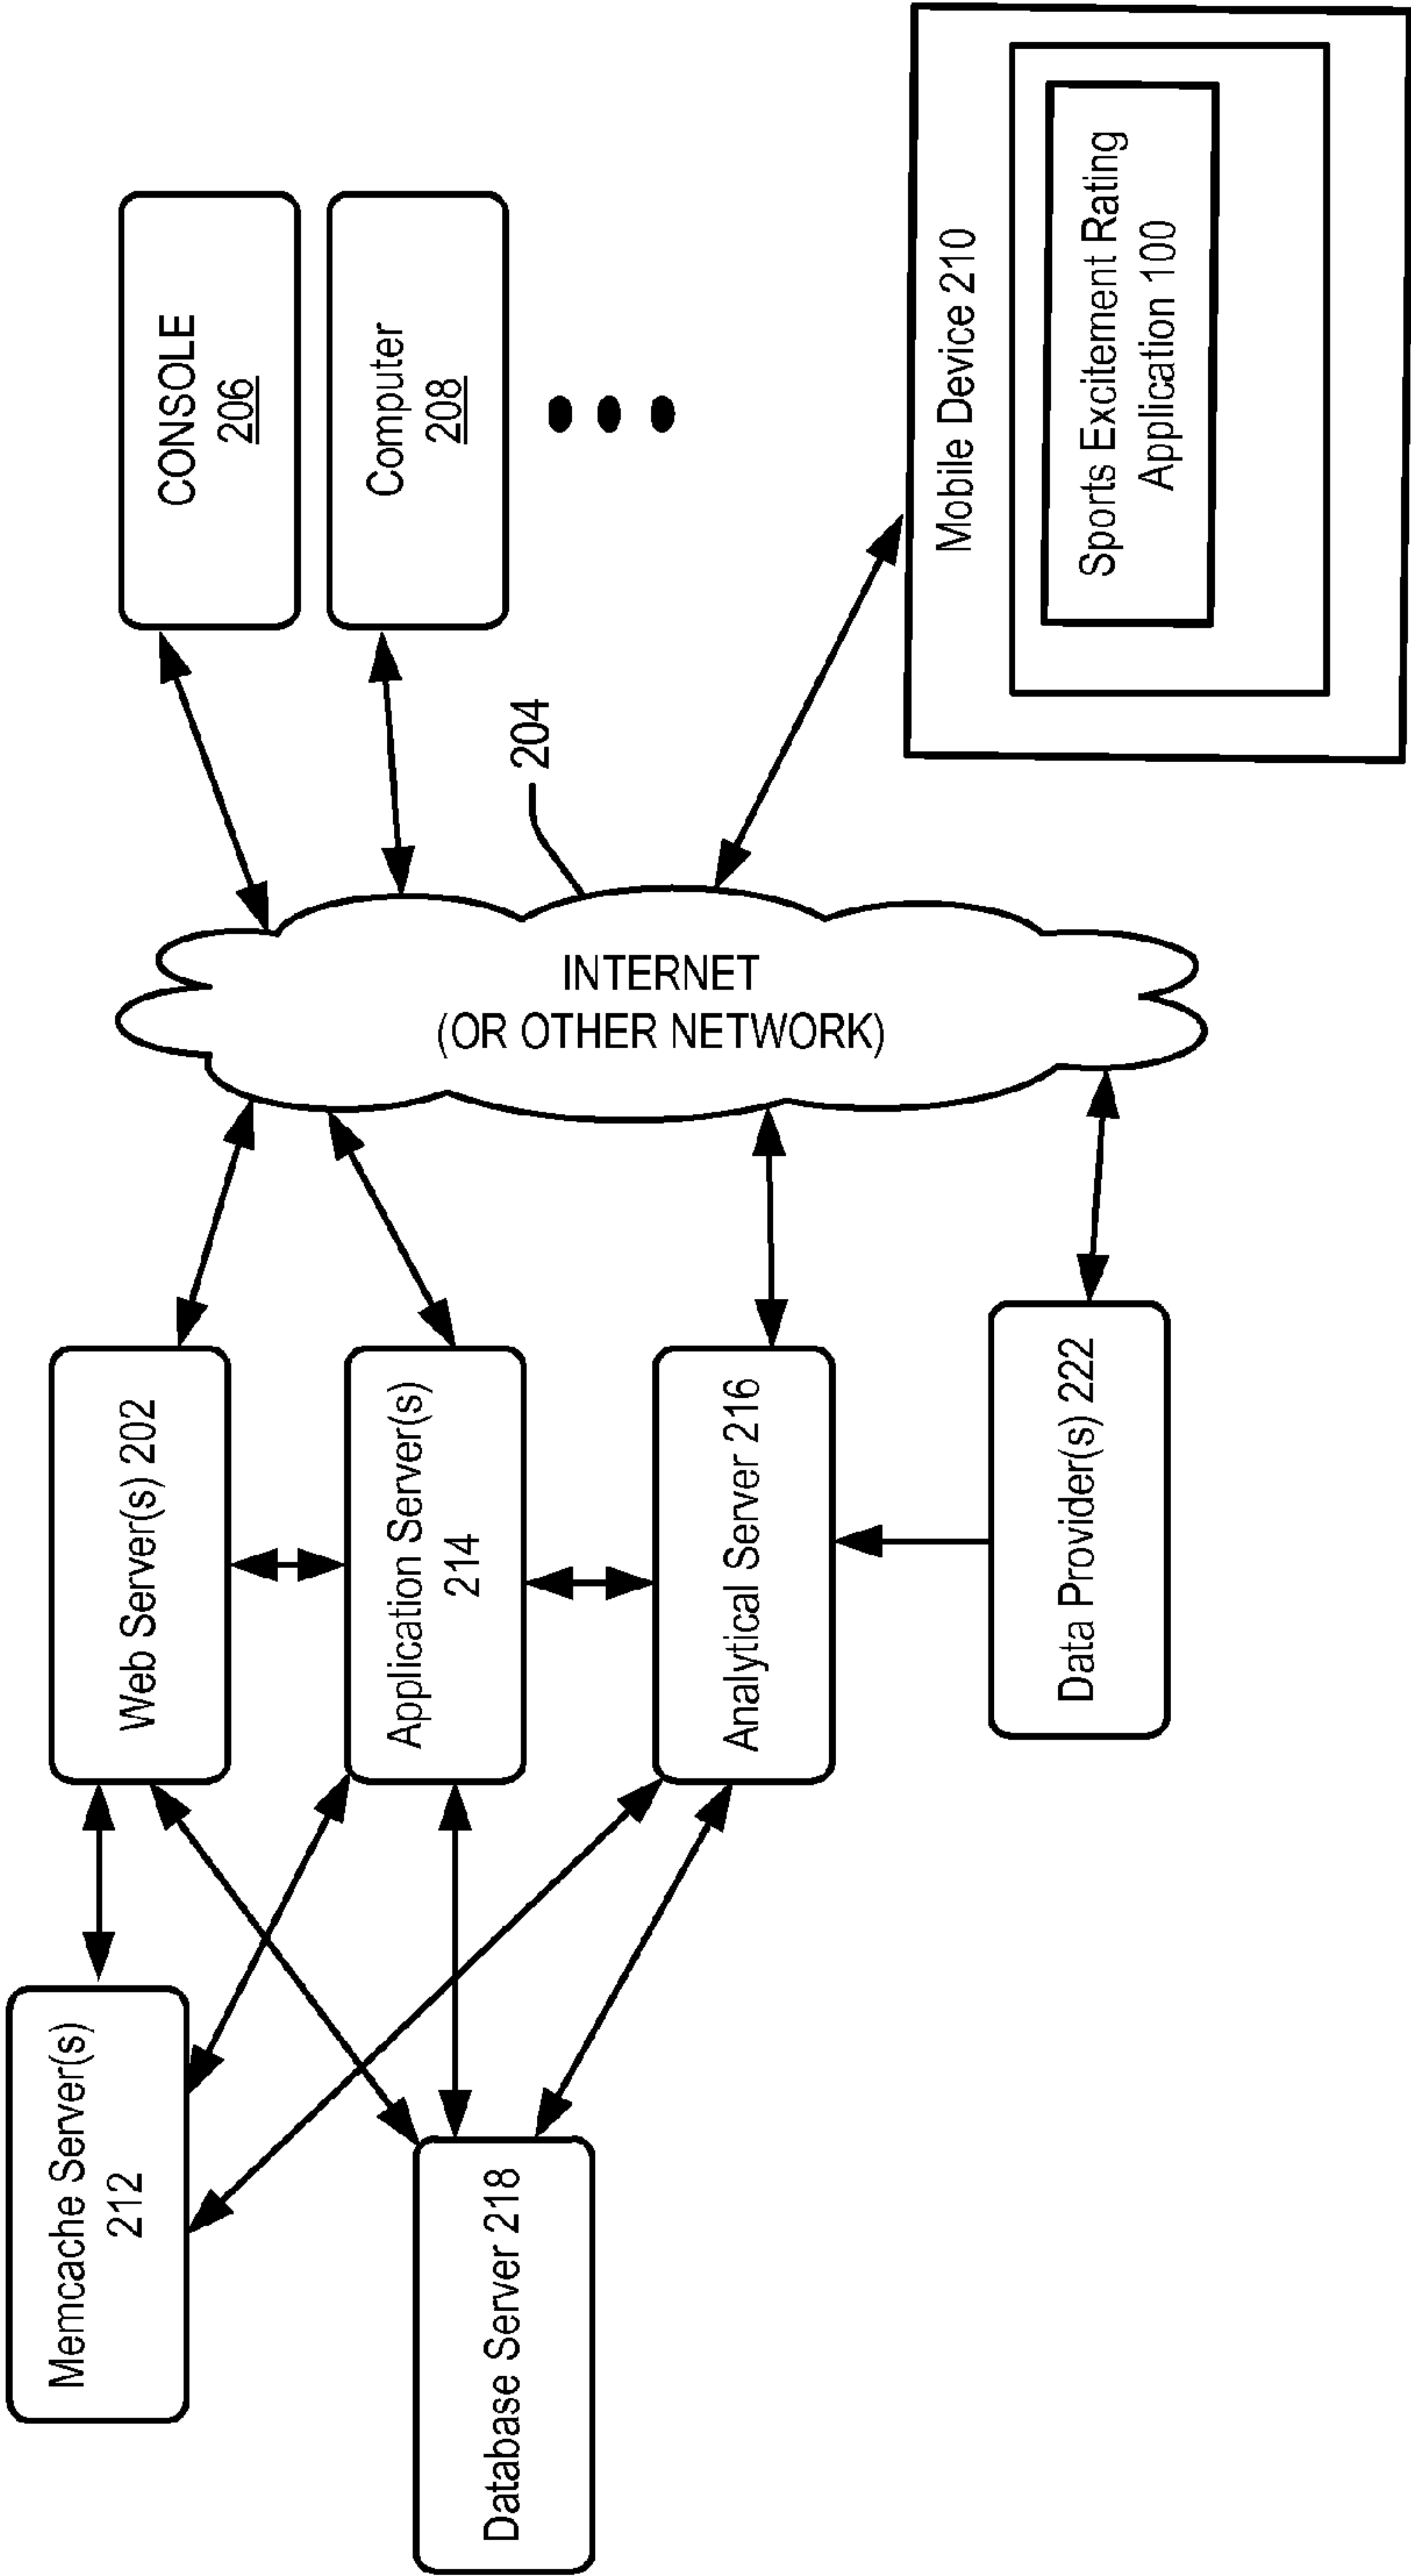 Memcache Server(s)
212
Web Server(s) 202
CONSOLE
206
Application Server(s)
214
Computer
208
Database Server 218
Analytical Server 216
INTERNET
(OR OTHER NETWORK)
204
Data Provider(s) 222
Mobile Device 210
Sports Excitement Rating
Application 100